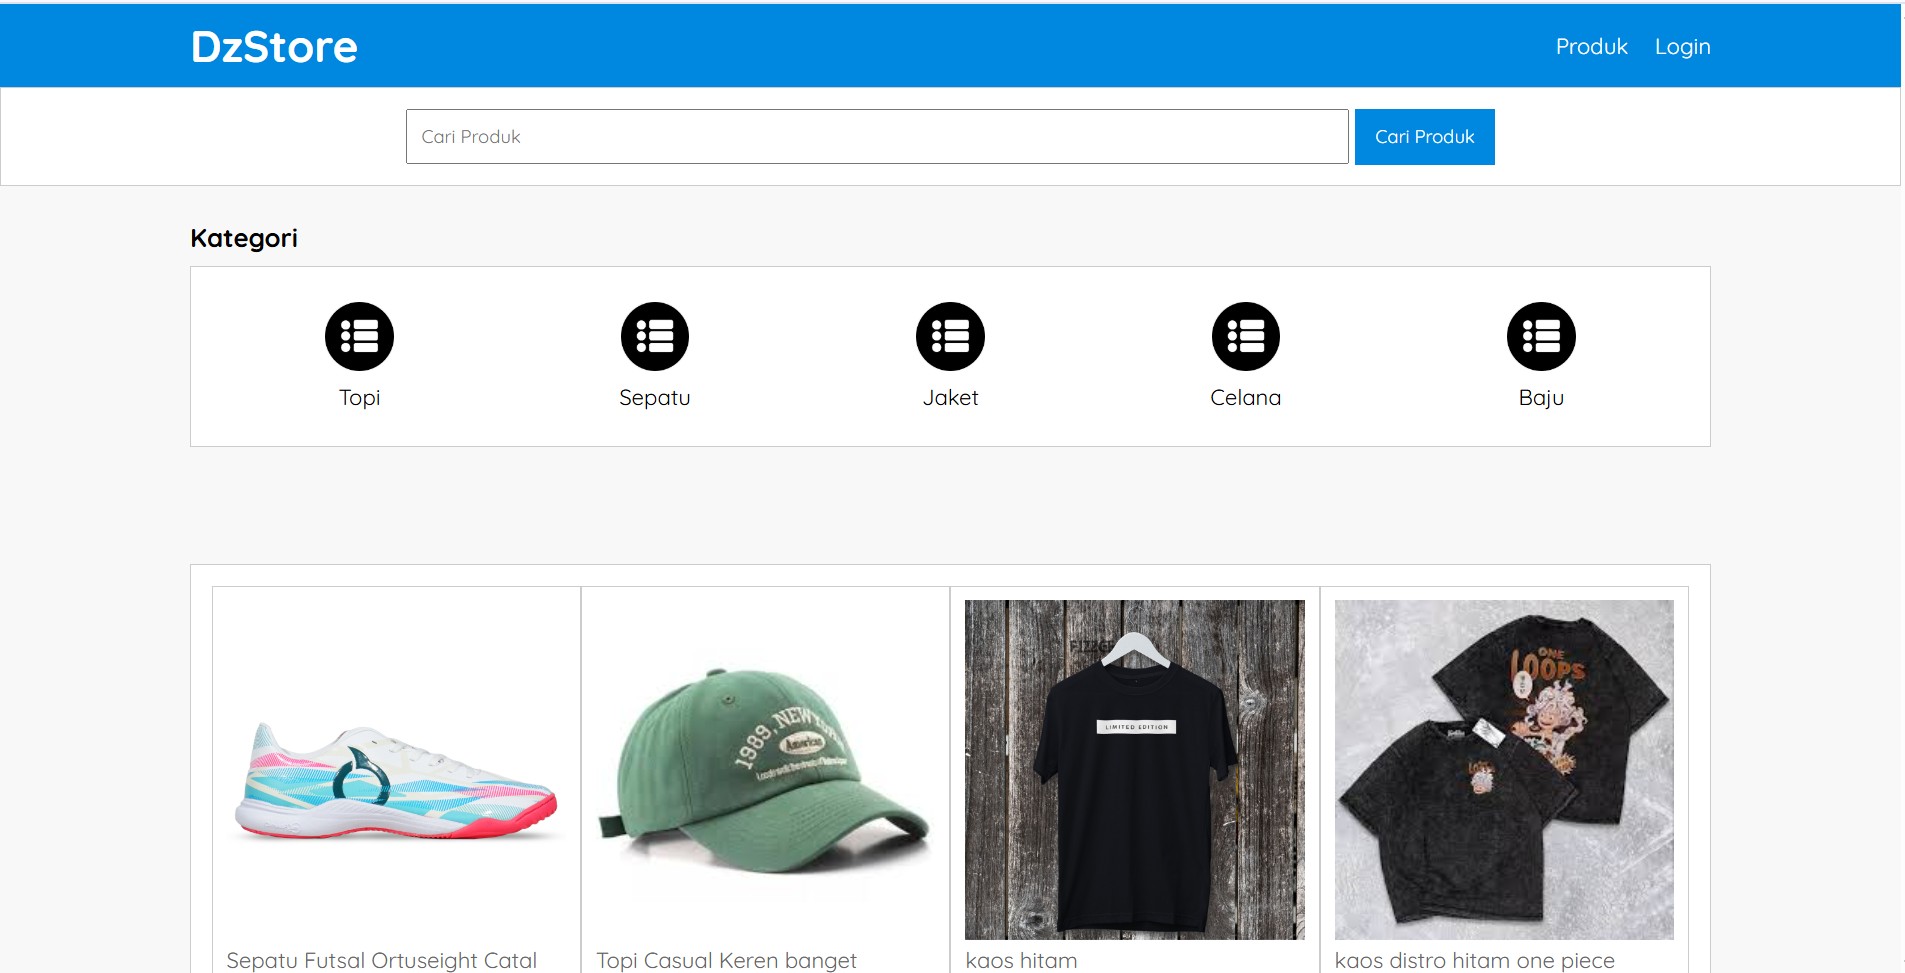 DzStore
Produk Login
Cari Produk
Cari Produk
Kategori
Topi
Sepatu
Jaket
Celana
Baju
1989, NEW YORK
American
LIMITED EDITION
ONE
LOOPS
Sepatu Futsal Ortuseight Catal
Topi Casual Keren banget
kaos hitam
kaos distro hitam one piece